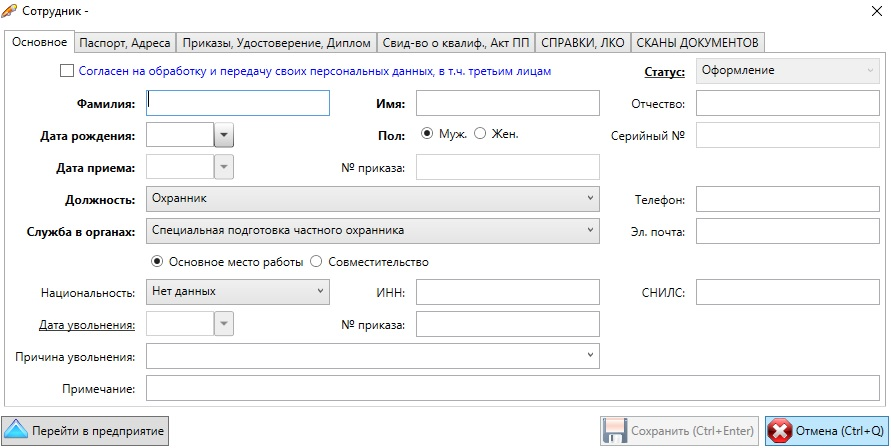 Сотрудник -
Основное Паспорт, Адреса Приказы, Удостоверение, Диплом Свид-во о квалиф., Акт ПП СПРАВКИ, ЛКО СКАНЫ ДОКУМЕНТОВ
Согласен на обработку и передачу своих персональных данных, в т.ч. третьим лицам Статус: Оформление
Фамилия: Имя: Отчество:
Дата рождения: Пол: Муж. Жен. Серийный №
Дата приема: № приказа:
Должность: Охранник Телефон:
Служба в органах: Специальная подготовка частного охранника Эл. почта:
Основное место работы Совместительство
Национальность: Нет данных ИНН: СНИЛС:
Дата увольнения: № приказа:
Причина увольнения:
Примечание:
Перейти в предприятие Сохранить (Ctrl+Enter) Отмена (Ctrl+Q)